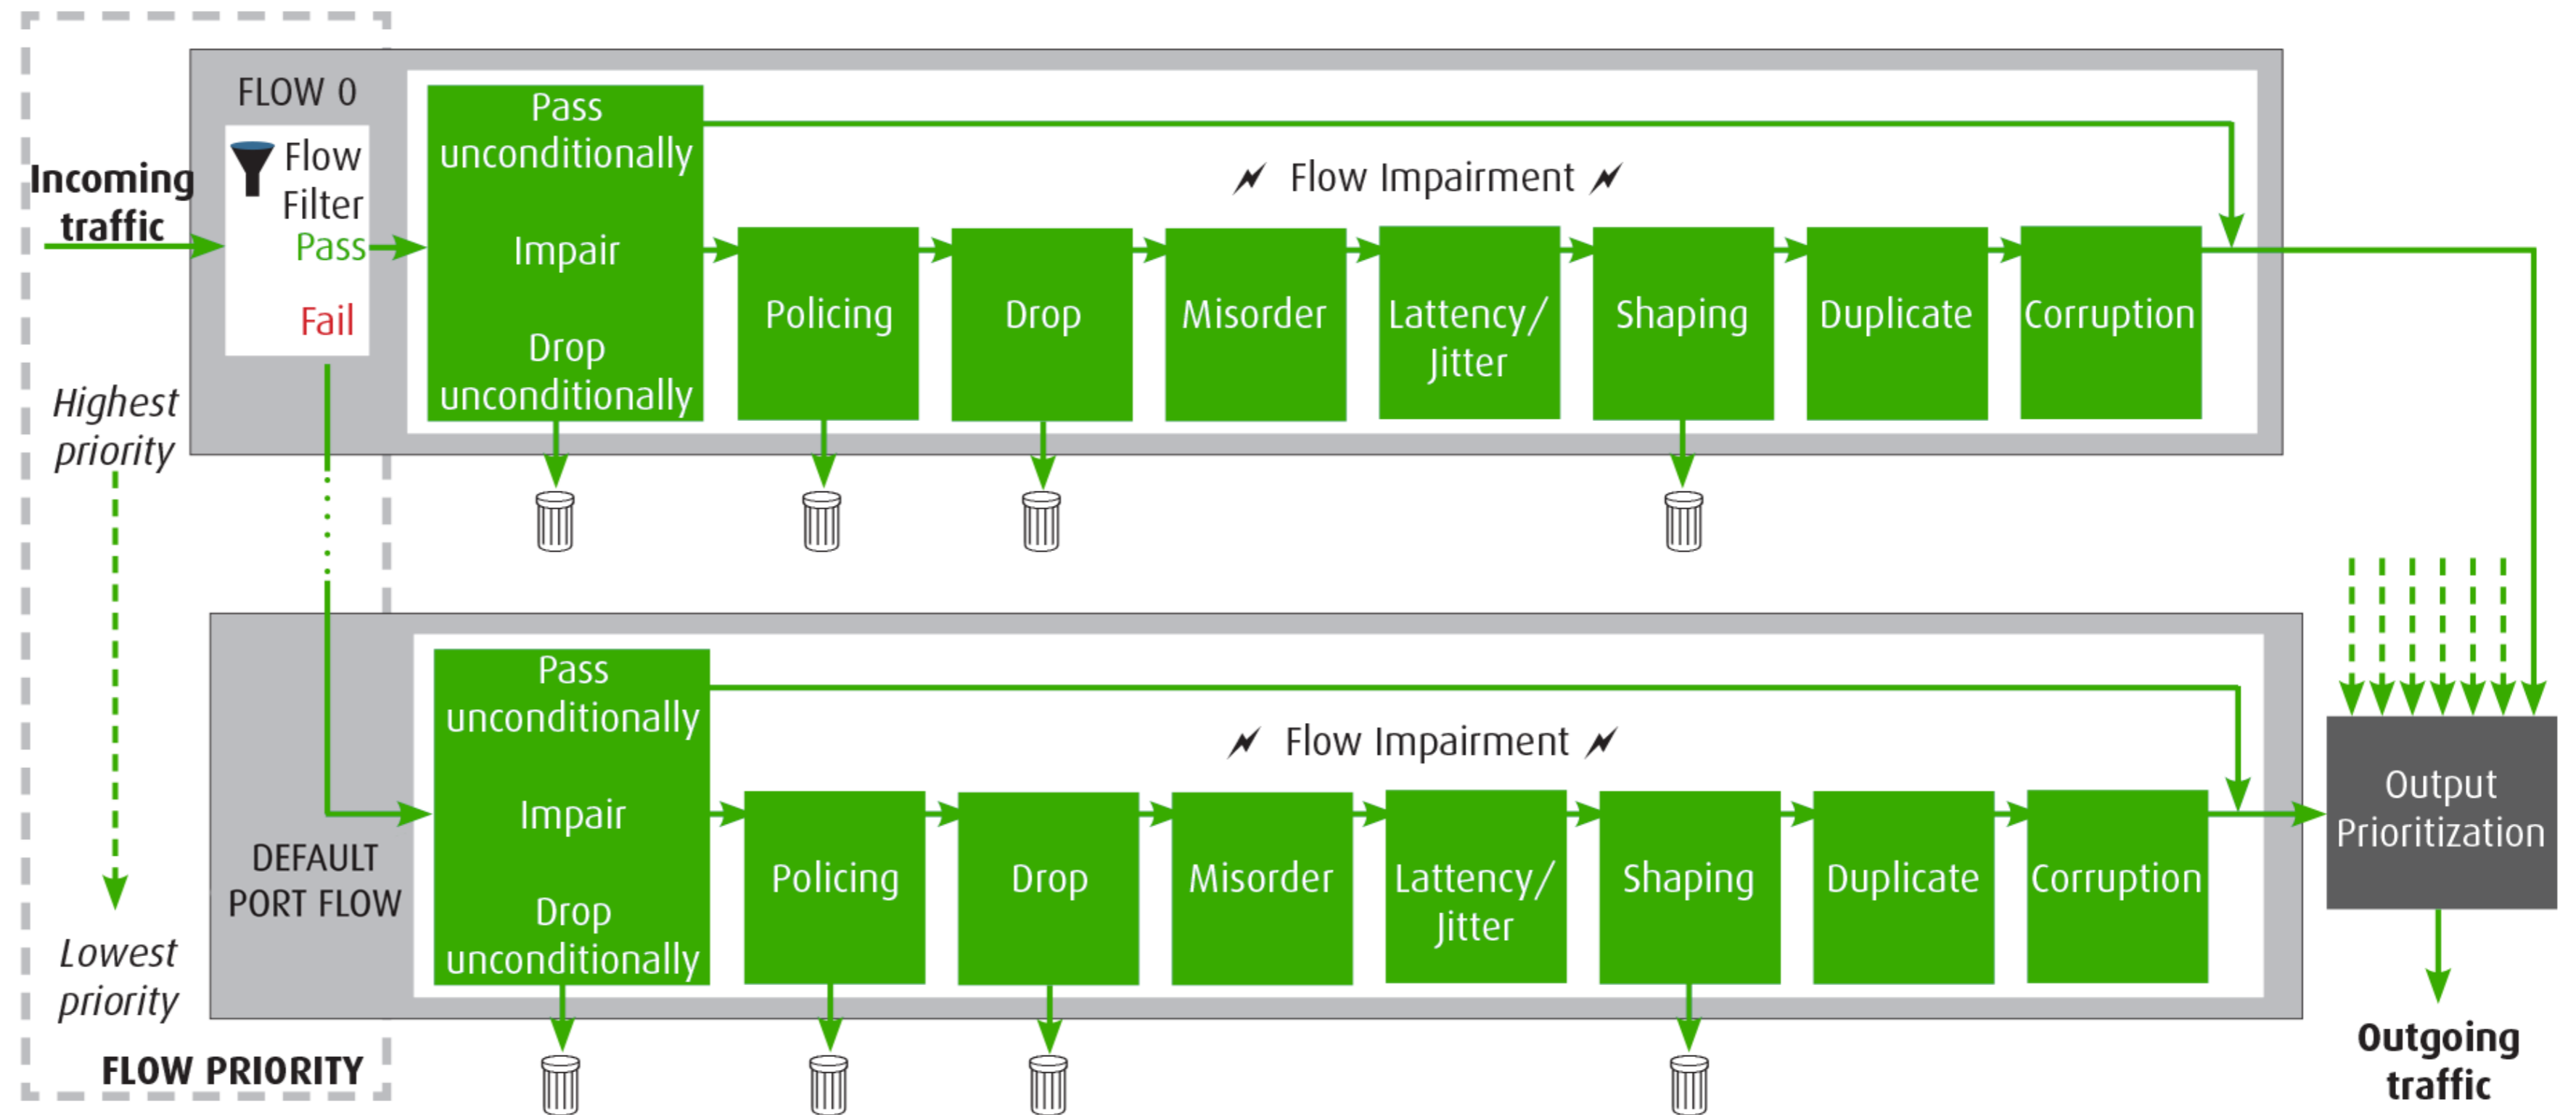 FLOW 0
Flow
Filter
Pass
Fail
Incoming
traffic
Pass
unconditionally
Impair
Drop
unconditionally
Flow Impairment
Policing
Drop
Misorder
Lattency/
Jitter
Shaping
Duplicate
Corruption
Highest
priority
Lowest
priority
FLOW PRIORITY
DEFAULT
PORT FLOW
Pass
unconditionally
Impair
Drop
unconditionally
Flow Impairment
Policing
Drop
Misorder
Lattency/
Jitter
Shaping
Duplicate
Corruption
Output
Prioritization
Outgoing
traffic